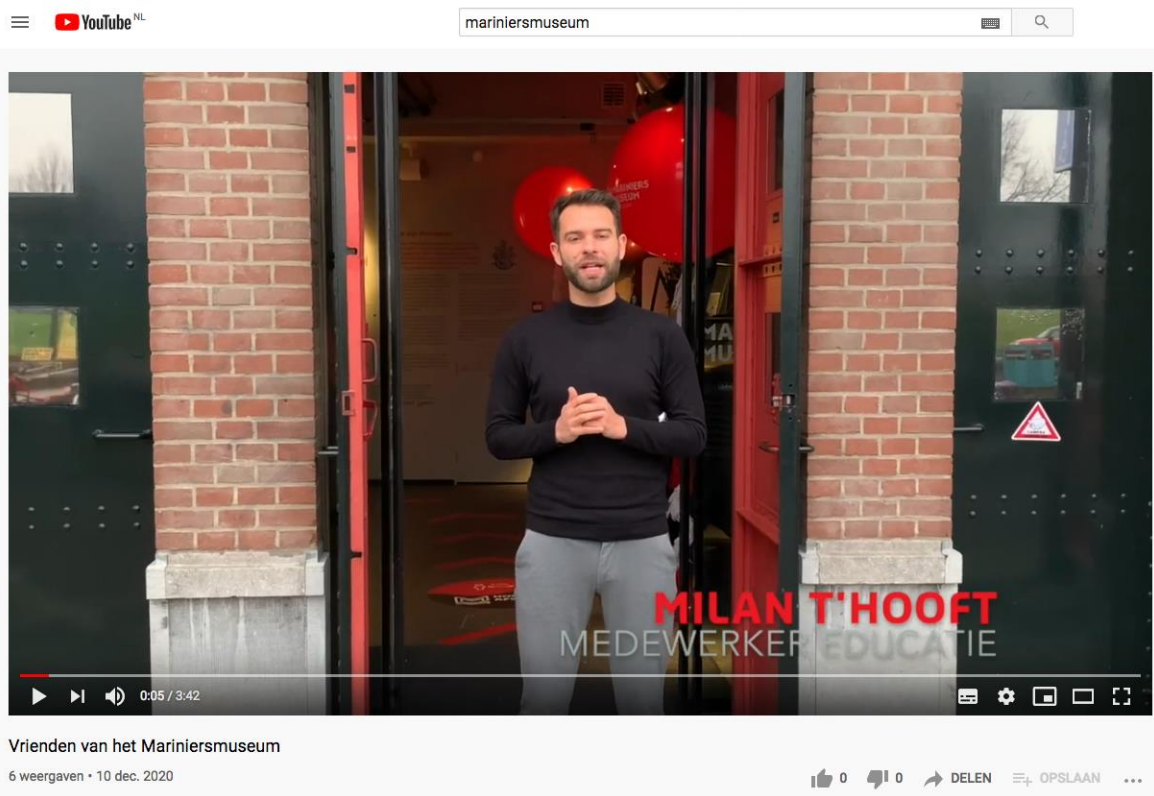 YouTube NL
mariniersmuseum
MILAN T'HOOFT
MEDEWERKER EDUCATIE
0:05 / 3:42
Vrienden van het Mariniersmuseum
6 weergaven • 10 dec. 2020
0
0
DELEN
OPSLAAN